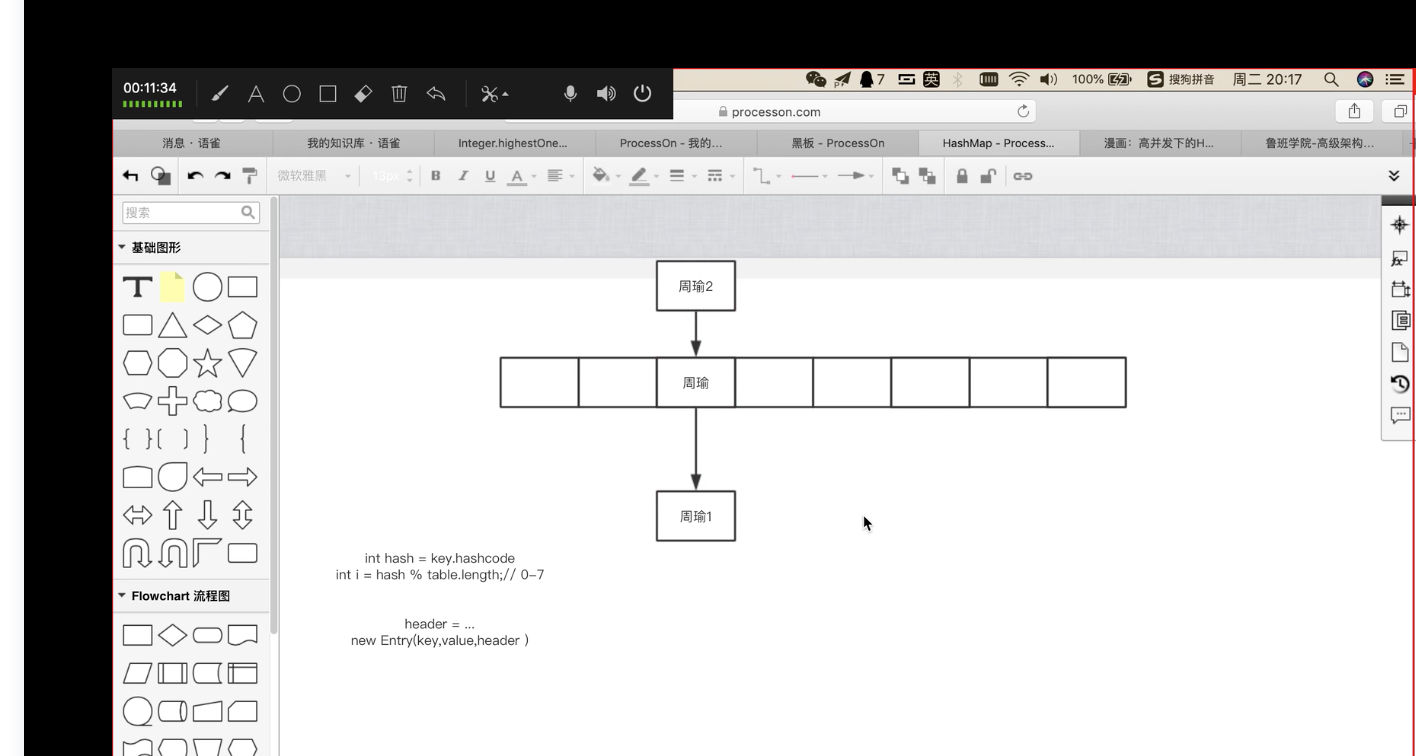 00:11:34
7
英
100%
搜狗拼音
周二 20:17
processon.com
消息 · 语雀
我的知识库 · 语雀
Integer.highestOne...
ProcessOn - 我的...
黑板 - ProcessOn
HashMap - Process...
漫画：高并发下的H...
鲁班学院-高级架构...
微软雅黑
13px
B I U A
搜索
基础图形
T
周瑜2
周瑜
周瑜1
int hash = key.hashcode
int i = hash % table.length;// 0-7
header = ...
new Entry(key,value,header )
Flowchart 流程图